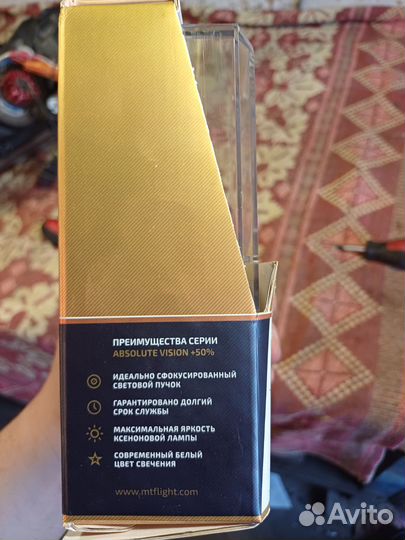 ПРЕИМУЩЕСТВА СЕРИИ
ABSOLUTE VISION +50%
ИДЕАЛЬНО СФОКУСИРОВАННЫЙ
СВЕТОВОЙ ПУЧОК
ГАРАНТИРОВАНО ДОЛГИЙ
СРОК СЛУЖБЫ
МАКСИМАЛЬНАЯ ЯРКОСТЬ
КСЕНОНОВОЙ ЛАМПЫ
СОВРЕМЕННЫЙ БЕЛЫЙ
ЦВЕТ СВЕЧЕНИЯ
www.mtflight.com
Avito